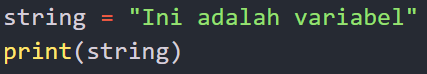 string = "Ini adalah variabel"
print(string)